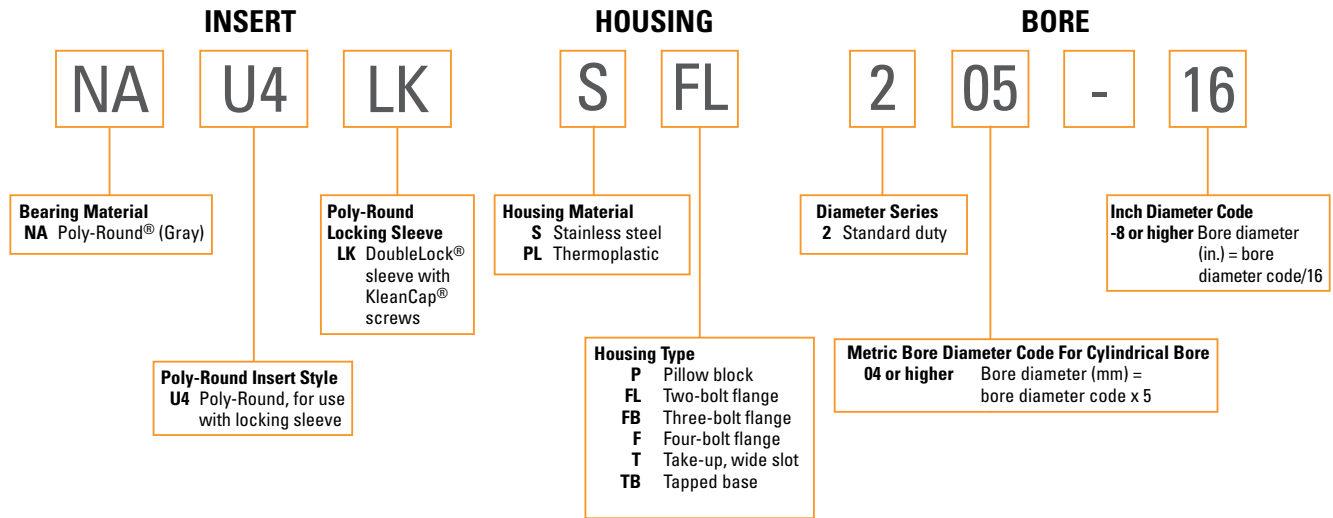 INSERT
HOUSING
BORE
NA U4 LK S FL 2 05 - 16
Bearing Material
NA Poly-Round® (Gray)
Poly-Round
Locking Sleeve
LK DoubleLock®
sleeve with
KleanCap®
screws
Housing Material
S Stainless steel
PL Thermoplastic
Diameter Series
2 Standard duty
Inch Diameter Code
-8 or higher Bore diameter
(in.) = bore
diameter code/16
Poly-Round Insert Style
U4 Poly-Round, for use
with locking sleeve
Housing Type
P Pillow block
FL Two-bolt flange
FB Three-bolt flange
F Four-bolt flange
T Take-up, wide slot
TB Tapped base
Metric Bore Diameter Code For Cylindrical Bore
04 or higher Bore diameter (mm) =
bore diameter code x 5